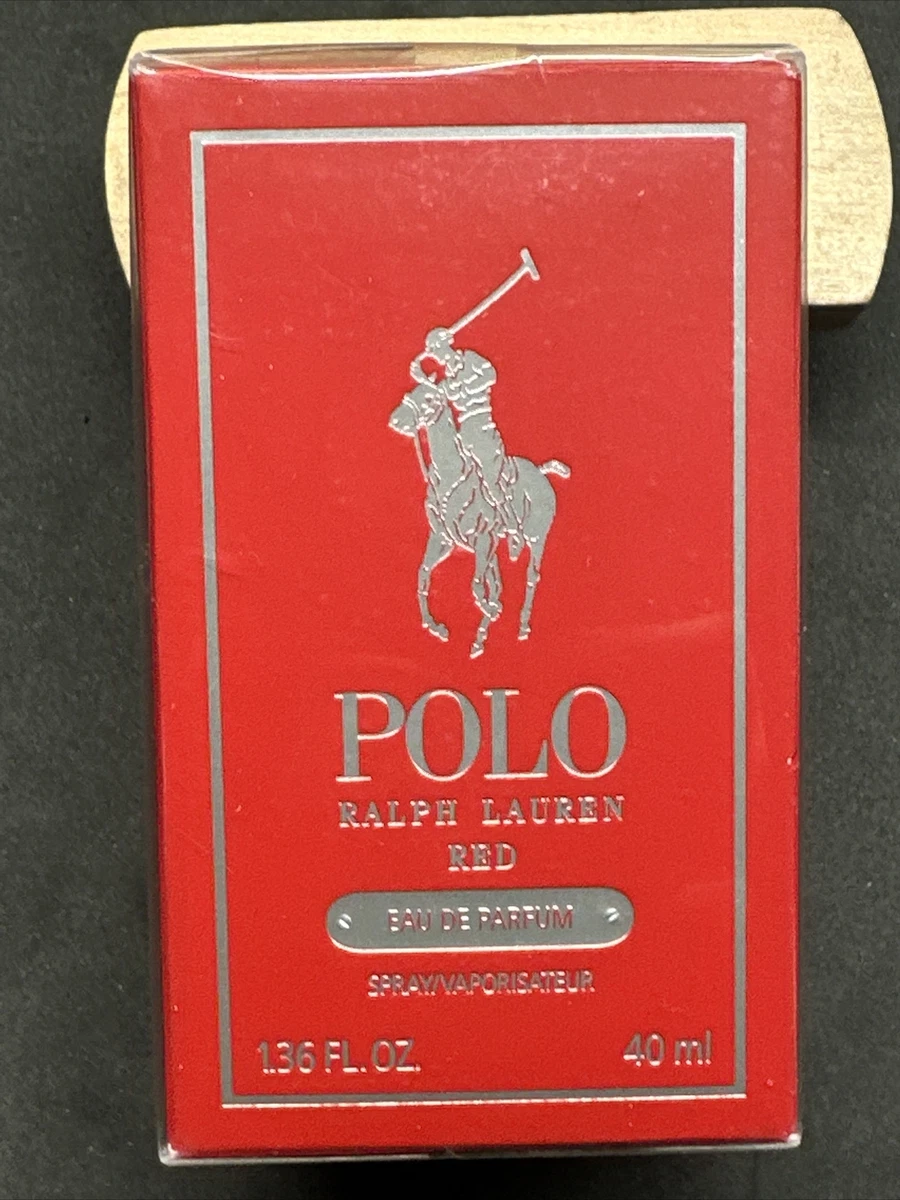 POLO
RALPH LAUREN
RED
EAU DE PARFUM
SPRAY/VAPORISATEUR
1.36 FL. OZ. 40 ml